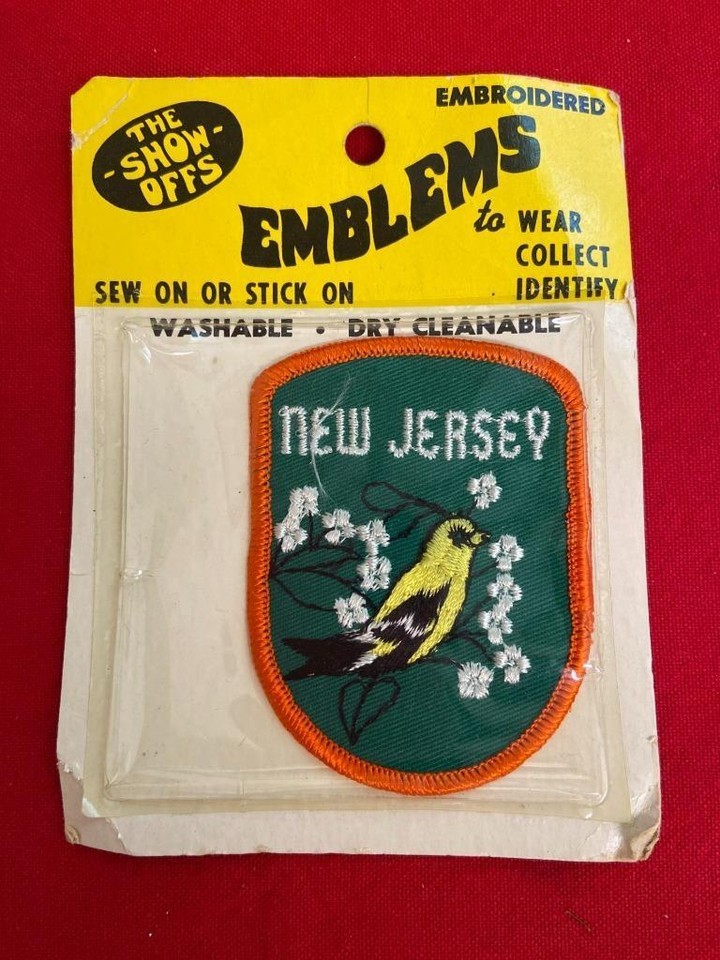 THE
-SHOW-
OFFS
EMBROIDERED
EMBLEMS
to WEAR
COLLECT
IDENTIFY
SEW ON OR STICK ON
WASHABLE • DRY CLEANABLE
NEW JERSEY